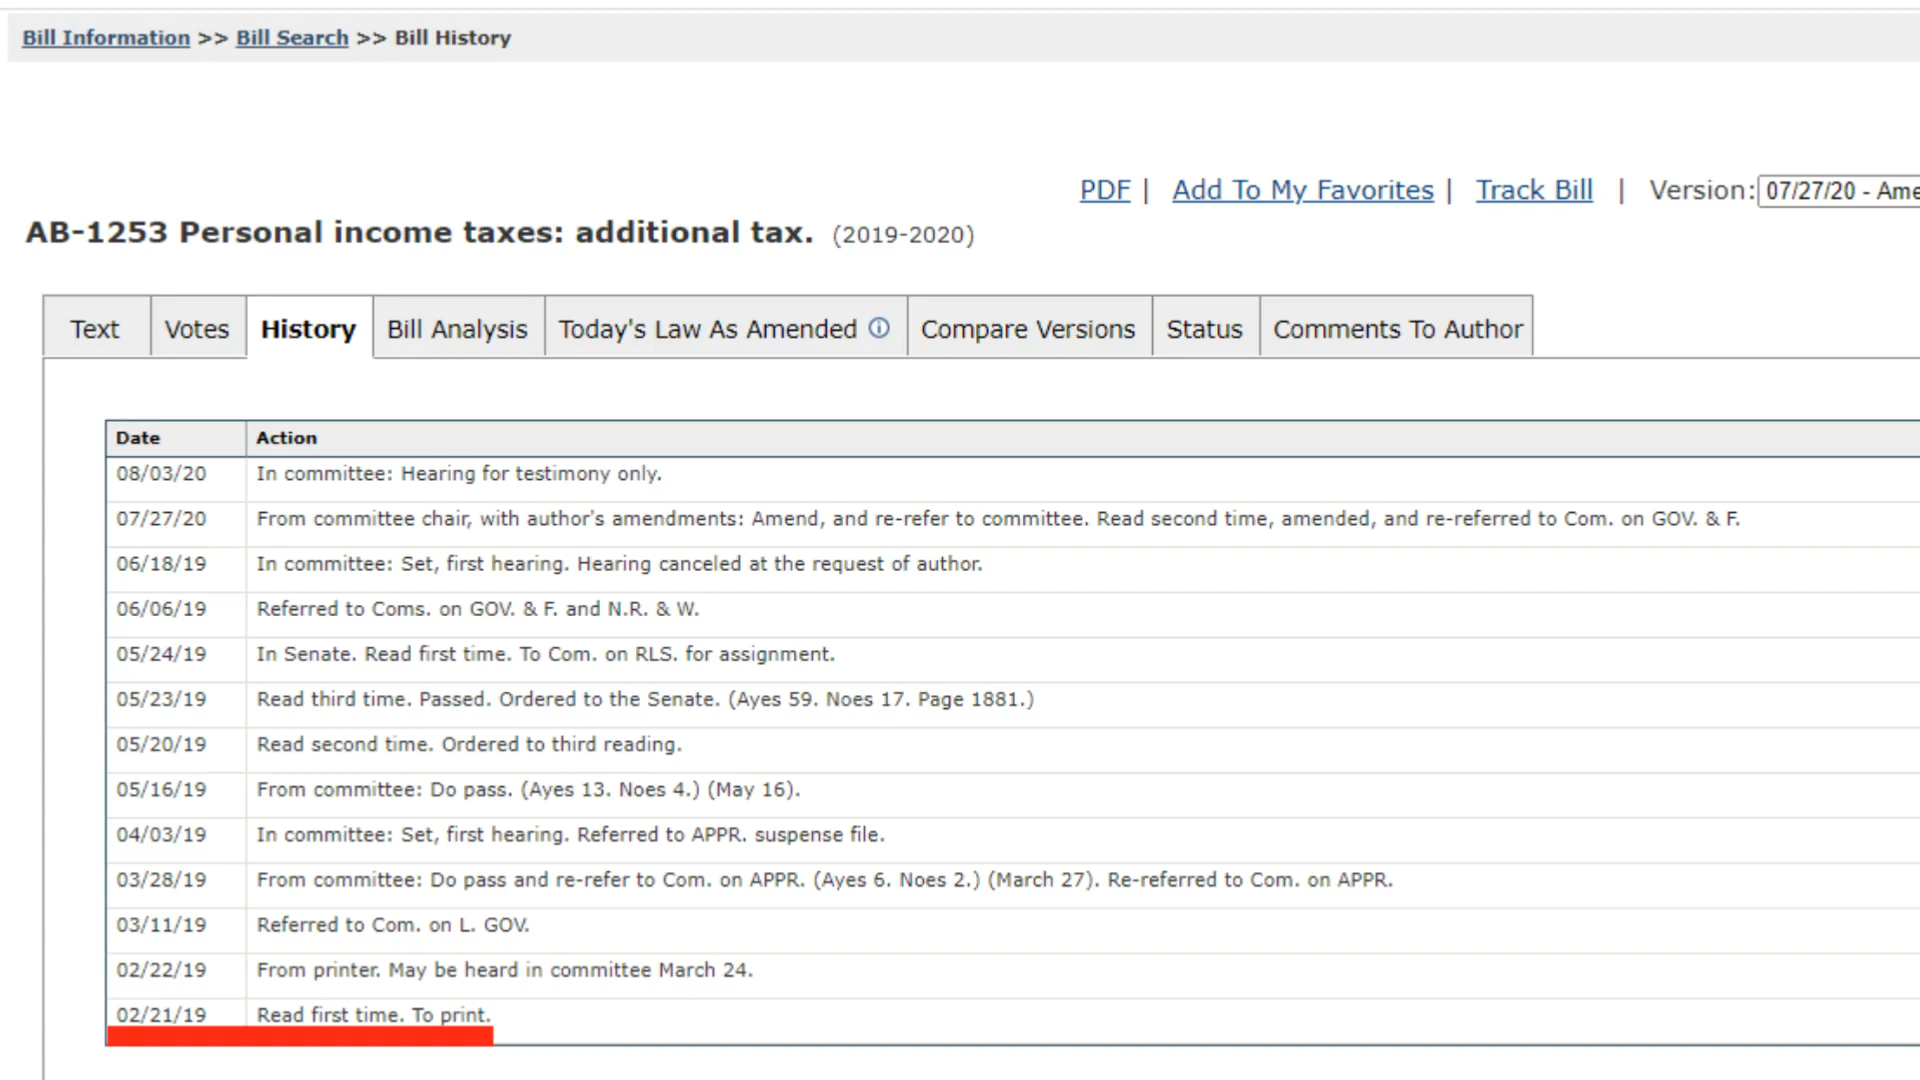 Bill Information >> Bill Search >> Bill History
PDF | Add To My Favorites | Track Bill | Version: 07/27/20 - Ame
AB-1253 Personal income taxes: additional tax. (2019-2020)
Text Votes History Bill Analysis Today's Law As Amended Compare Versions Status Comments To Author
Date Action
08/03/20 In committee: Hearing for testimony only.
07/27/20 From committee chair, with author's amendments: Amend, and re-refer to committee. Read second time, amended, and re-referred to Com. on GOV. & F.
06/18/19 In committee: Set, first hearing. Hearing canceled at the request of author.
06/06/19 Referred to Coms. on GOV. & F. and N.R. & W.
05/24/19 In Senate. Read first time. To Com. on RLS. for assignment.
05/23/19 Read third time. Passed. Ordered to the Senate. (Ayes 59. Noes 17. Page 1881.)
05/20/19 Read second time. Ordered to third reading.
05/16/19 From committee: Do pass. (Ayes 13. Noes 4.) (May 16).
04/03/19 In committee: Set, first hearing. Referred to APPR. suspense file.
03/28/19 From committee: Do pass and re-refer to Com. on APPR. (Ayes 6. Noes 2.) (March 27). Re-referred to Com. on APPR.
03/11/19 Referred to Com. on L. GOV.
02/22/19 From printer. May be heard in committee March 24.
02/21/19 Read first time. To print.